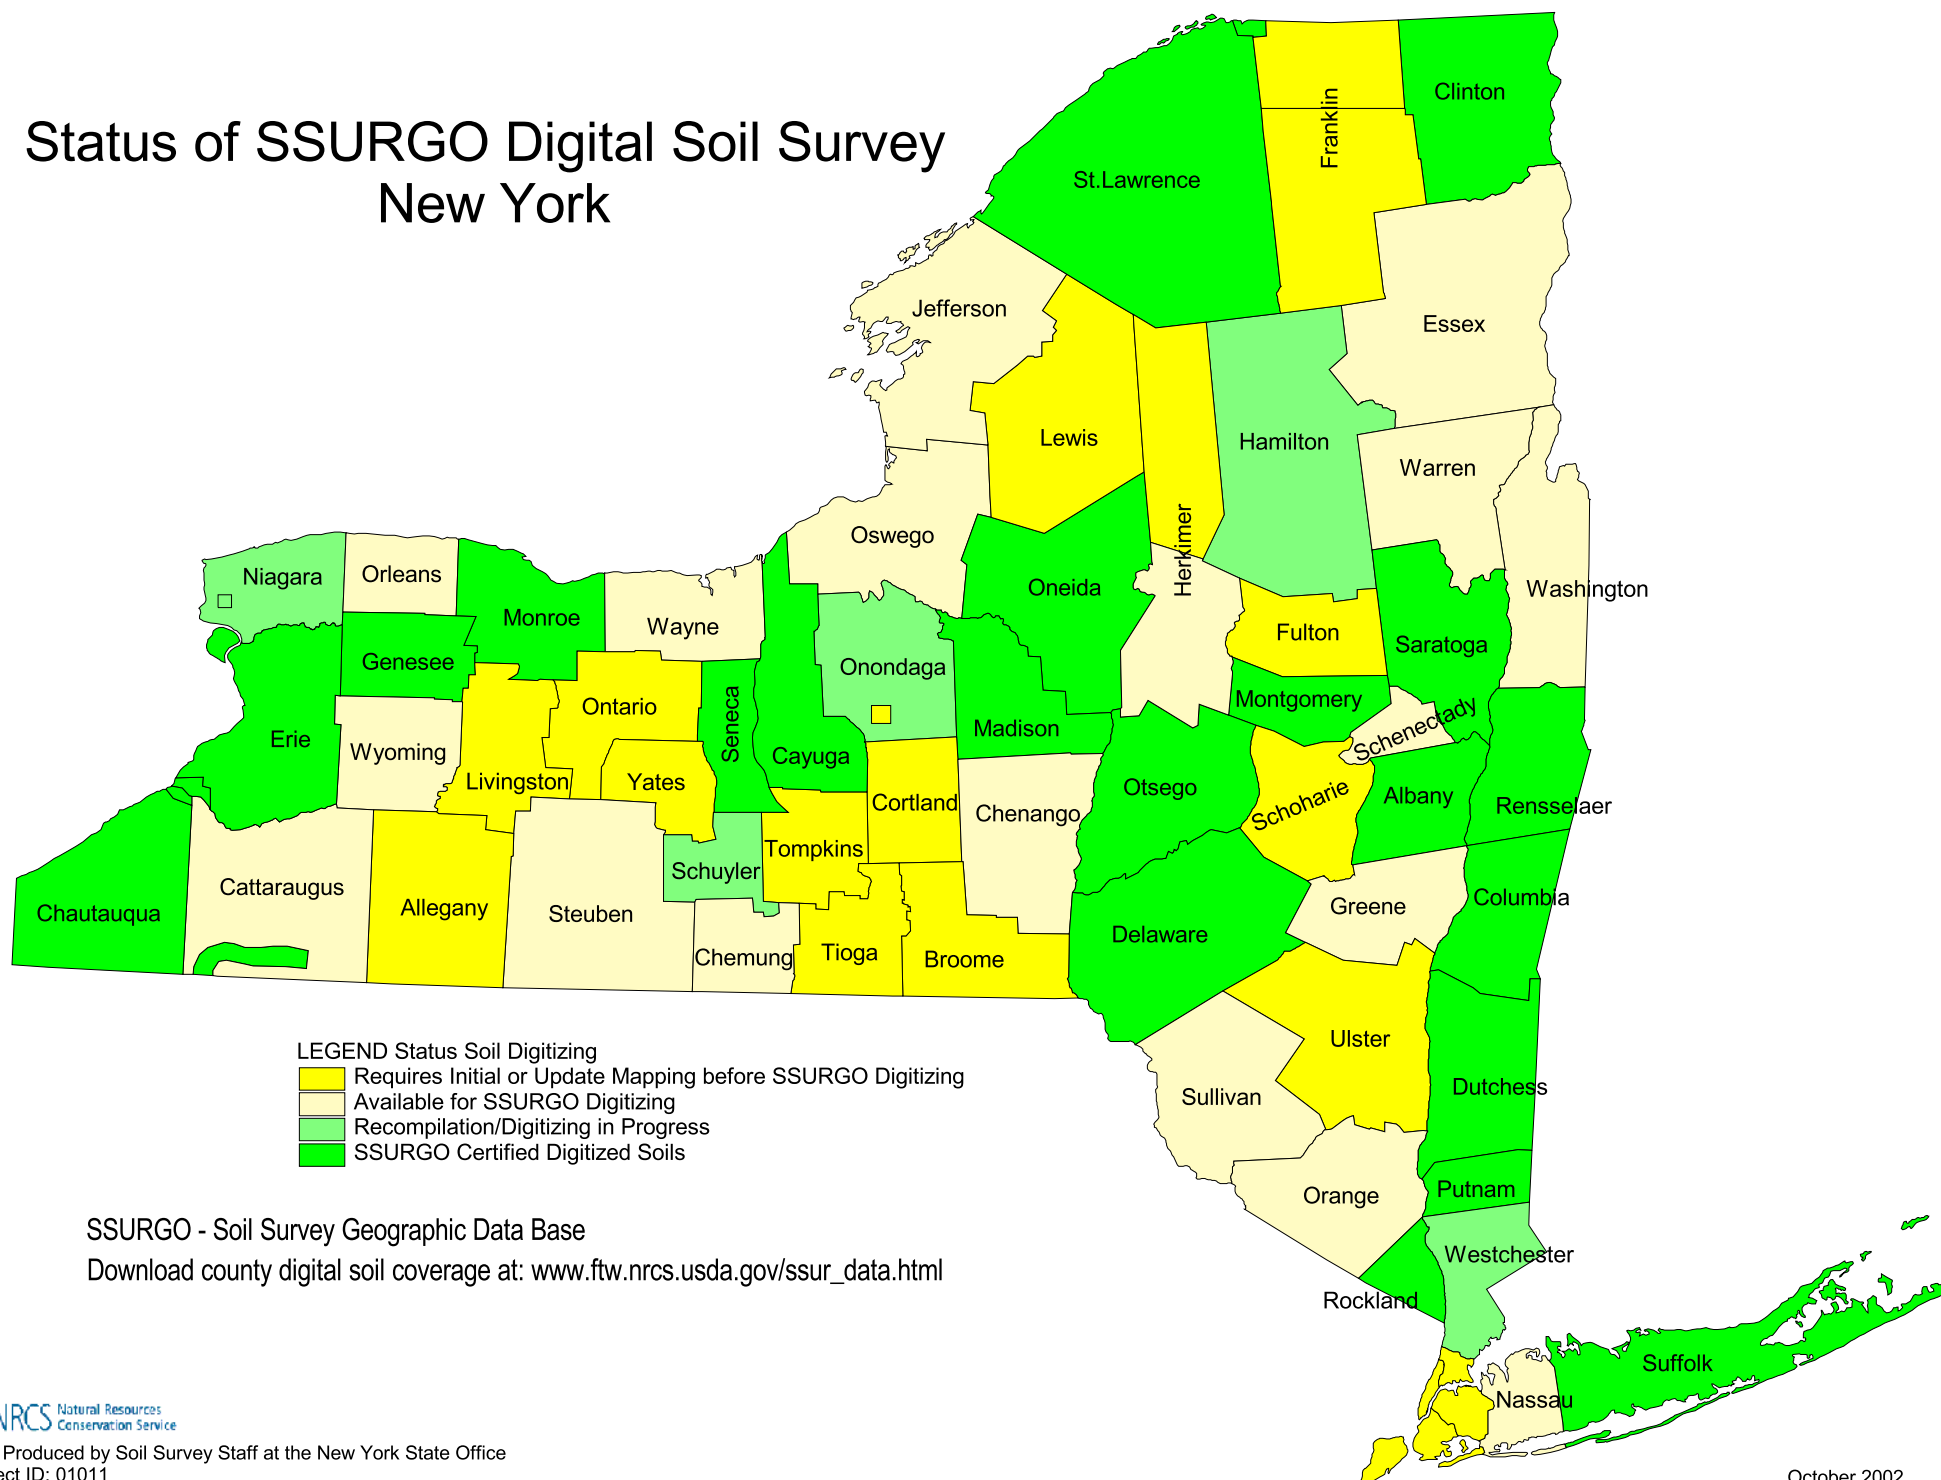 Status of SSURGO Digital Soil Survey
New York
Clinton
Franklin
St.Lawrence
Jefferson
Essex
Lewis
Hamilton
Warren
Oswego
Herkimer
Niagara
Orleans
Oneida
Washington
Monroe
Wayne
Fulton
Saratoga
Genesee
Onondaga
Montgomery
Ontario
Seneca
Madison
Schenectady
Erie
Wyoming
Cayuga
Livingston
Yates
Otsego
Albany
Cortland
Schoharie
Rensselaer
Chenango
Tompkins
Schuyler
Cattaraugus
Columbia
Allegany
Greene
Chautauqua
Steuben
Delaware
Chemung
Tioga
Broome
Ulster
LEGEND Status Soil Digitizing
Requires Initial or Update Mapping before SSURGO Digitizing
Available for SSURGO Digitizing
Recompilation/Digitizing in Progress
SSURGO Certified Digitized Soils
Dutchess
Sullivan
Putnam
Orange
SSURGO - Soil Survey Geographic Data Base
Download county digital soil coverage at: www.ftw.nrcs.usda.gov/ssur_data.html
Westchester
Rockland
Suffolk
Nassau
NRCS Natural Resources
Conservation Service
Produced by Soil Survey Staff at the New York State Office
ect ID: 01011
October 2002